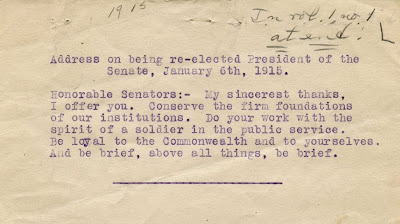 1915
In vol. 1 no. 1
at end.
Address on being re-elected President of the
Senate, January 6th, 1915.
Honorable Senators:- My sincerest thanks,
I offer you. Conserve the firm foundations
of our institutions. Do your work with the
spirit of a soldier in the public service.
Be loyal to the Commonwealth and to yourselves.
And be brief, above all things, be brief.